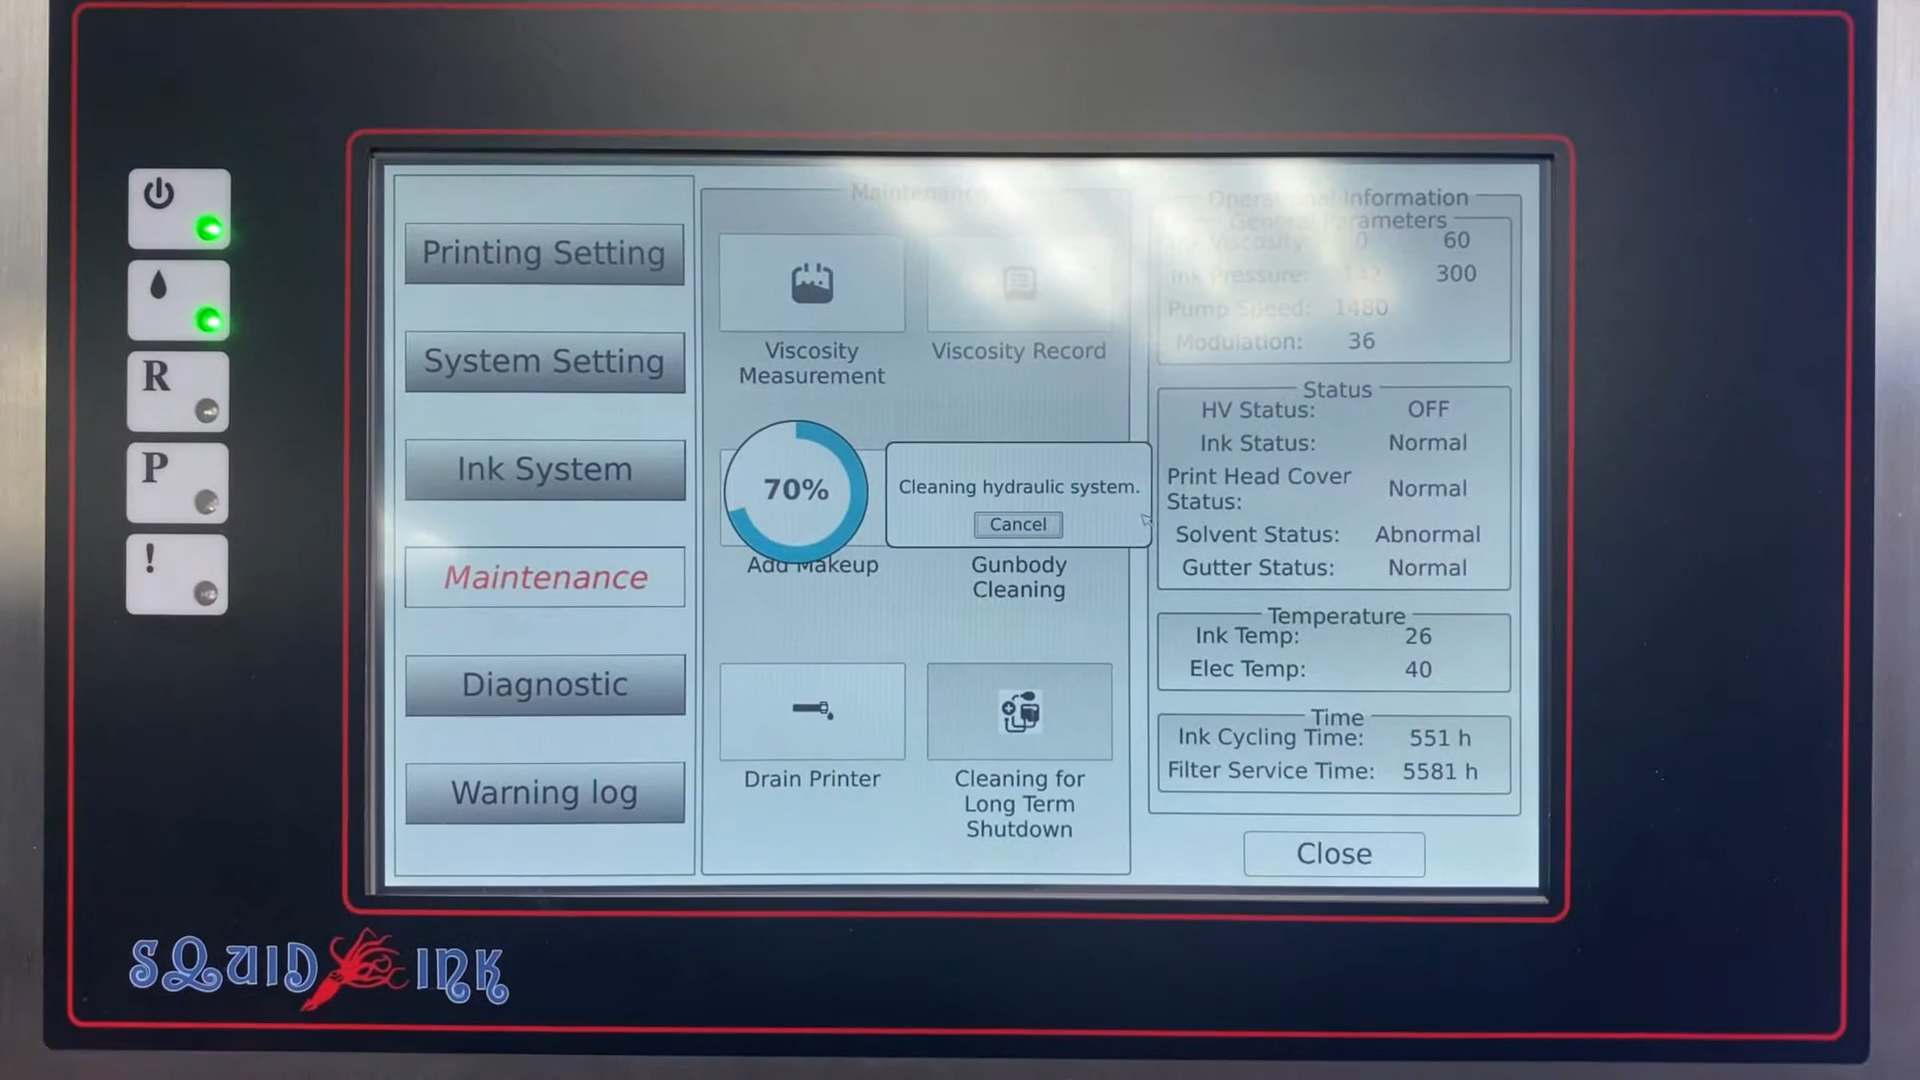 R
P
!
Printing Setting
System Setting
Ink System
Maintenance
Diagnostic
Warning log
Maintenance
Viscosity
Measurement
Viscosity Record
70%
Cleaning hydraulic system.
Cancel
Add Makeup
Gunbody
Cleaning
Drain Printer
Cleaning for
Long Term
Shutdown
Operational Information
General Parameters
Ink Viscosity: 0 60
Ink Pressure: 142 300
Pump Speed: 1480
Modulation: 36
Status
HV Status: OFF
Ink Status: Normal
Print Head Cover
Status: Normal
Solvent Status: Abnormal
Gutter Status: Normal
Temperature
Ink Temp: 26
Elec Temp: 40
Time
Ink Cycling Time: 551 h
Filter Service Time: 5581 h
Close
SQUID INK